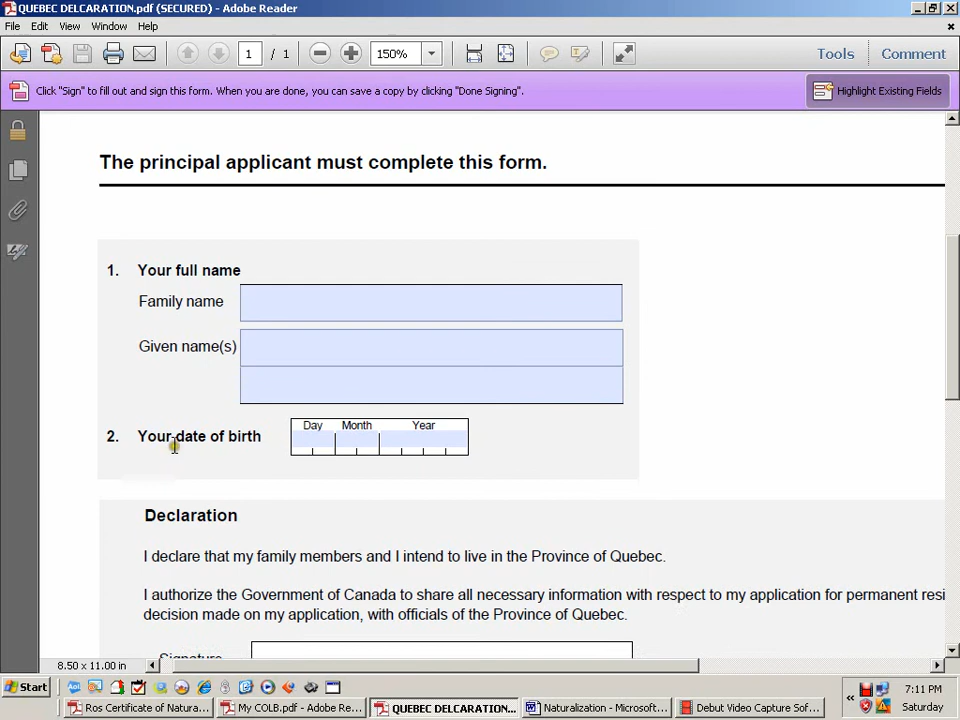 QUEBEC DELCARATION.pdf (SECURED) - Adobe Reader
File Edit View Window Help
1 / 1 150% Tools Comment
Click "Sign" to fill out and sign this form. When you are done, you can save a copy by clicking "Done Signing".
Highlight Existing Fields
The principal applicant must complete this form.
1. Your full name
Family name
Given name(s)
Day Month Year
2. Your date of birth
Declaration
I declare that my family members and I intend to live in the Province of Quebec.
I authorize the Government of Canada to share all necessary information with respect to my application for permanent resi
decision made on my application, with officials of the Province of Quebec.
Signature
8.50 x 11.00 in
Start
7:11 PM
Ros Certificate of Natura... My COLB.pdf - Adobe Re... QUEBEC DELCARATION... Naturalization - Microsoft... Debut Video Capture Sof...
Saturday